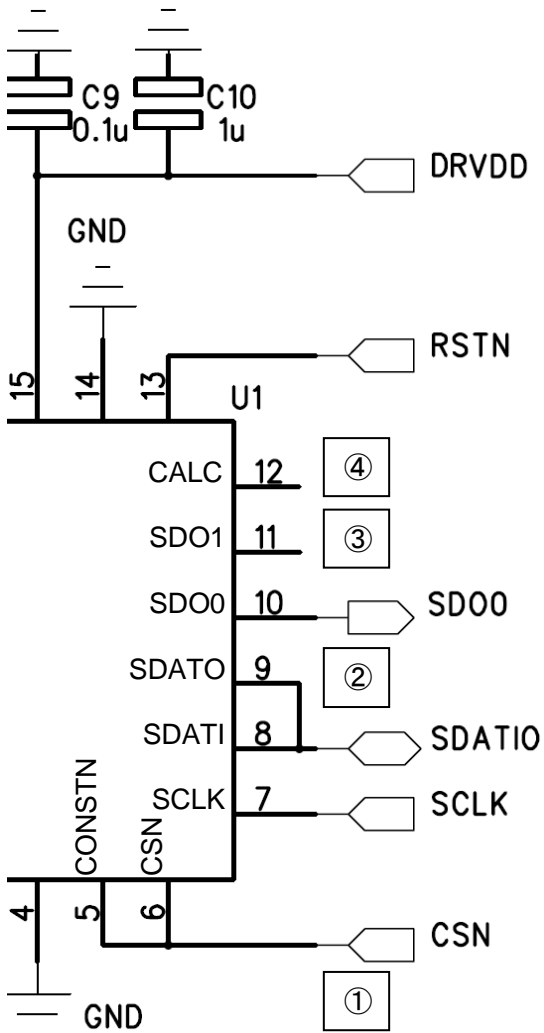 C9
0.1u
C10
1u
DRVDD
GND
RSTN
15
14
13
U1
CALC 12 ④
SDO1 11 ③
SDO0 10 SDO0
SDATO 9 ②
SDATI 8 SDATIO
SCLK 7 SCLK
CONSTN
CSN
4
5
6
CSN
①
GND